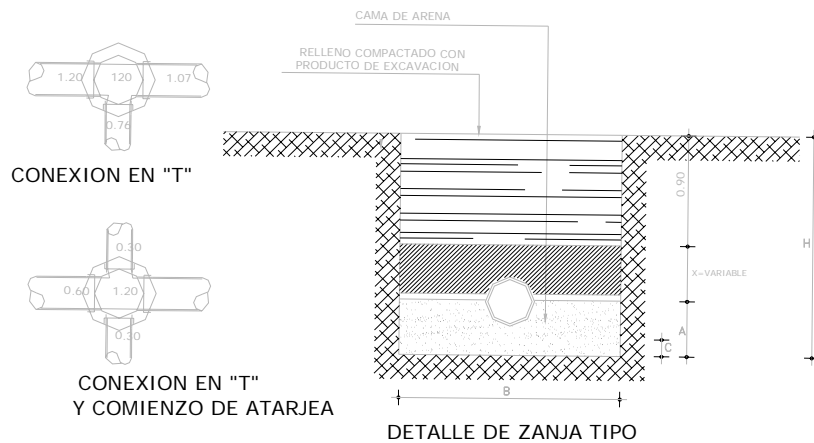 CAMA DE ARENA
RELLENO COMPACTADO CON
PRODUCTO DE EXCAVACION
1.20
120
1.07
0.76
CONEXION EN "T"
0.30
0.60
1.20
0.30
CONEXION EN "T"
Y COMIENZO DE ATARJEA
0.90
H
X=VARIABLE
A
C
B
DETALLE DE ZANJA TIPO